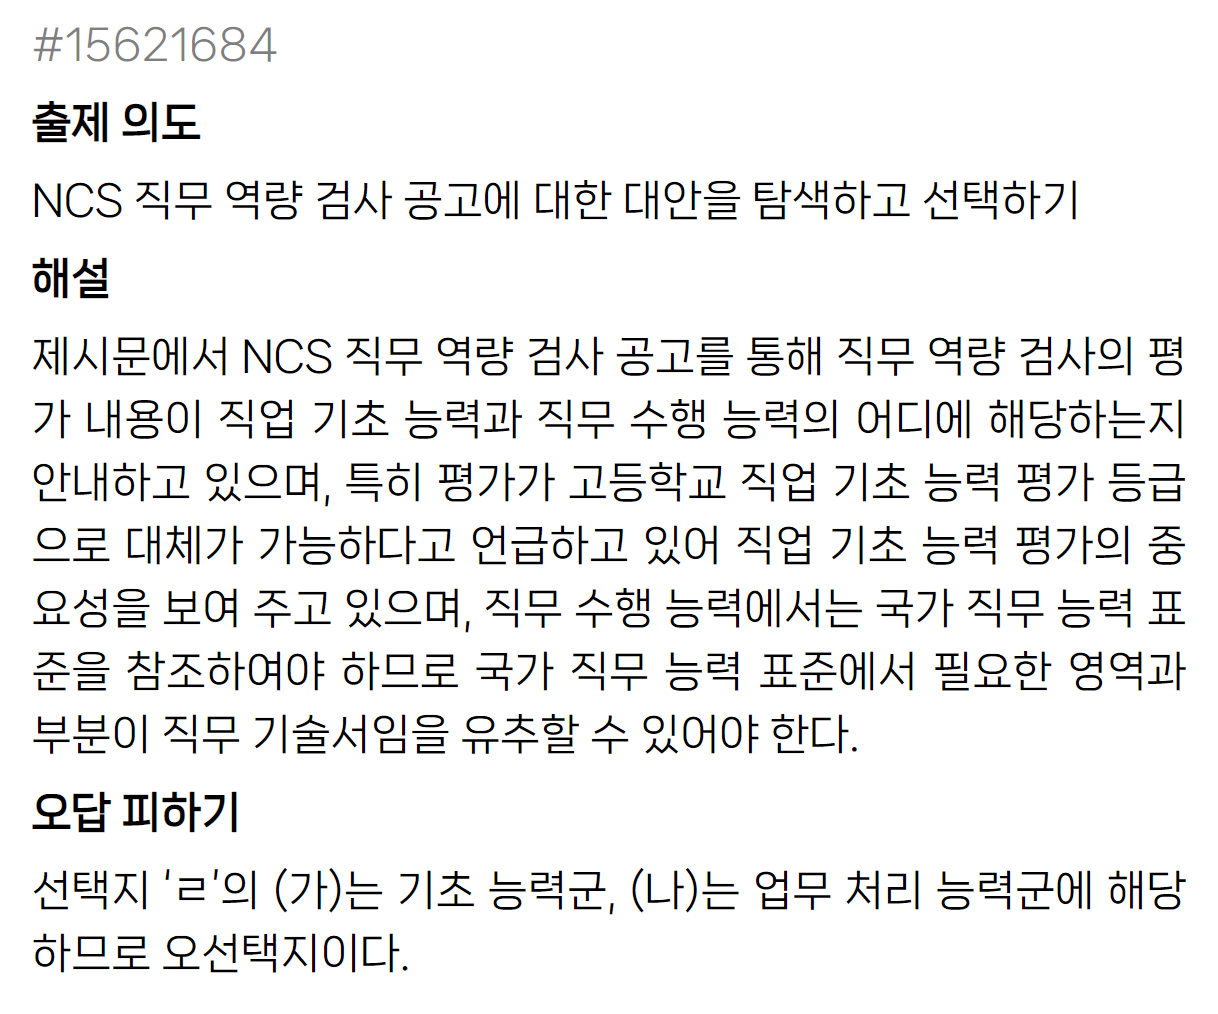 #15621684
출제 의도
NCS 직무 역량 검사 공고에 대한 대안을 탐색하고 선택하기
해설
제시문에서 NCS 직무 역량 검사 공고를 통해 직무 역량 검사의 평
가 내용이 직업 기초 능력과 직무 수행 능력의 어디에 해당하는지
안내하고 있으며, 특히 평가가 고등학교 직업 기초 능력 평가 등급
으로 대체가 가능하다고 언급하고 있어 직업 기초 능력 평가의 중
요성을 보여 주고 있으며, 직무 수행 능력에서는 국가 직무 능력 표
준을 참조하여야 하므로 국가 직무 능력 표준에서 필요한 영역과
부분이 직무 기술서임을 유추할 수 있어야 한다.
오답 피하기
선택지 'ㄹ'의 (가)는 기초 능력군, (나)는 업무 처리 능력군에 해당
하므로 오선택지이다.